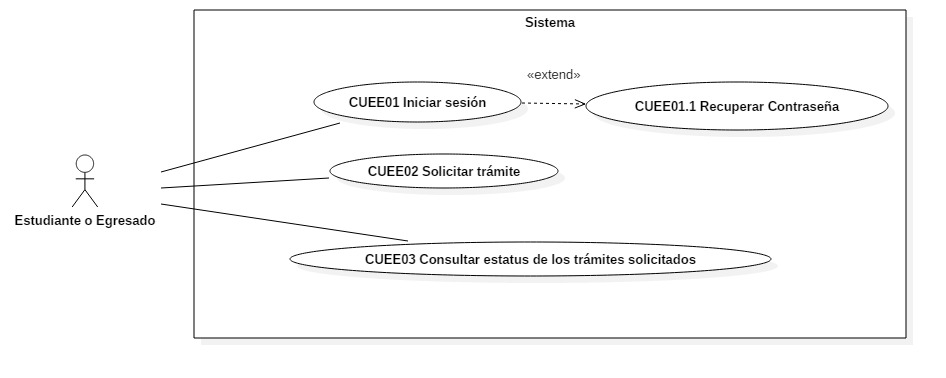 Sistema
«extend»
CUEE01 Iniciar sesión
CUEE01.1 Recuperar Contraseña
CUEE02 Solicitar trámite
Estudiante o Egresado
CUEE03 Consultar estatus de los trámites solicitados